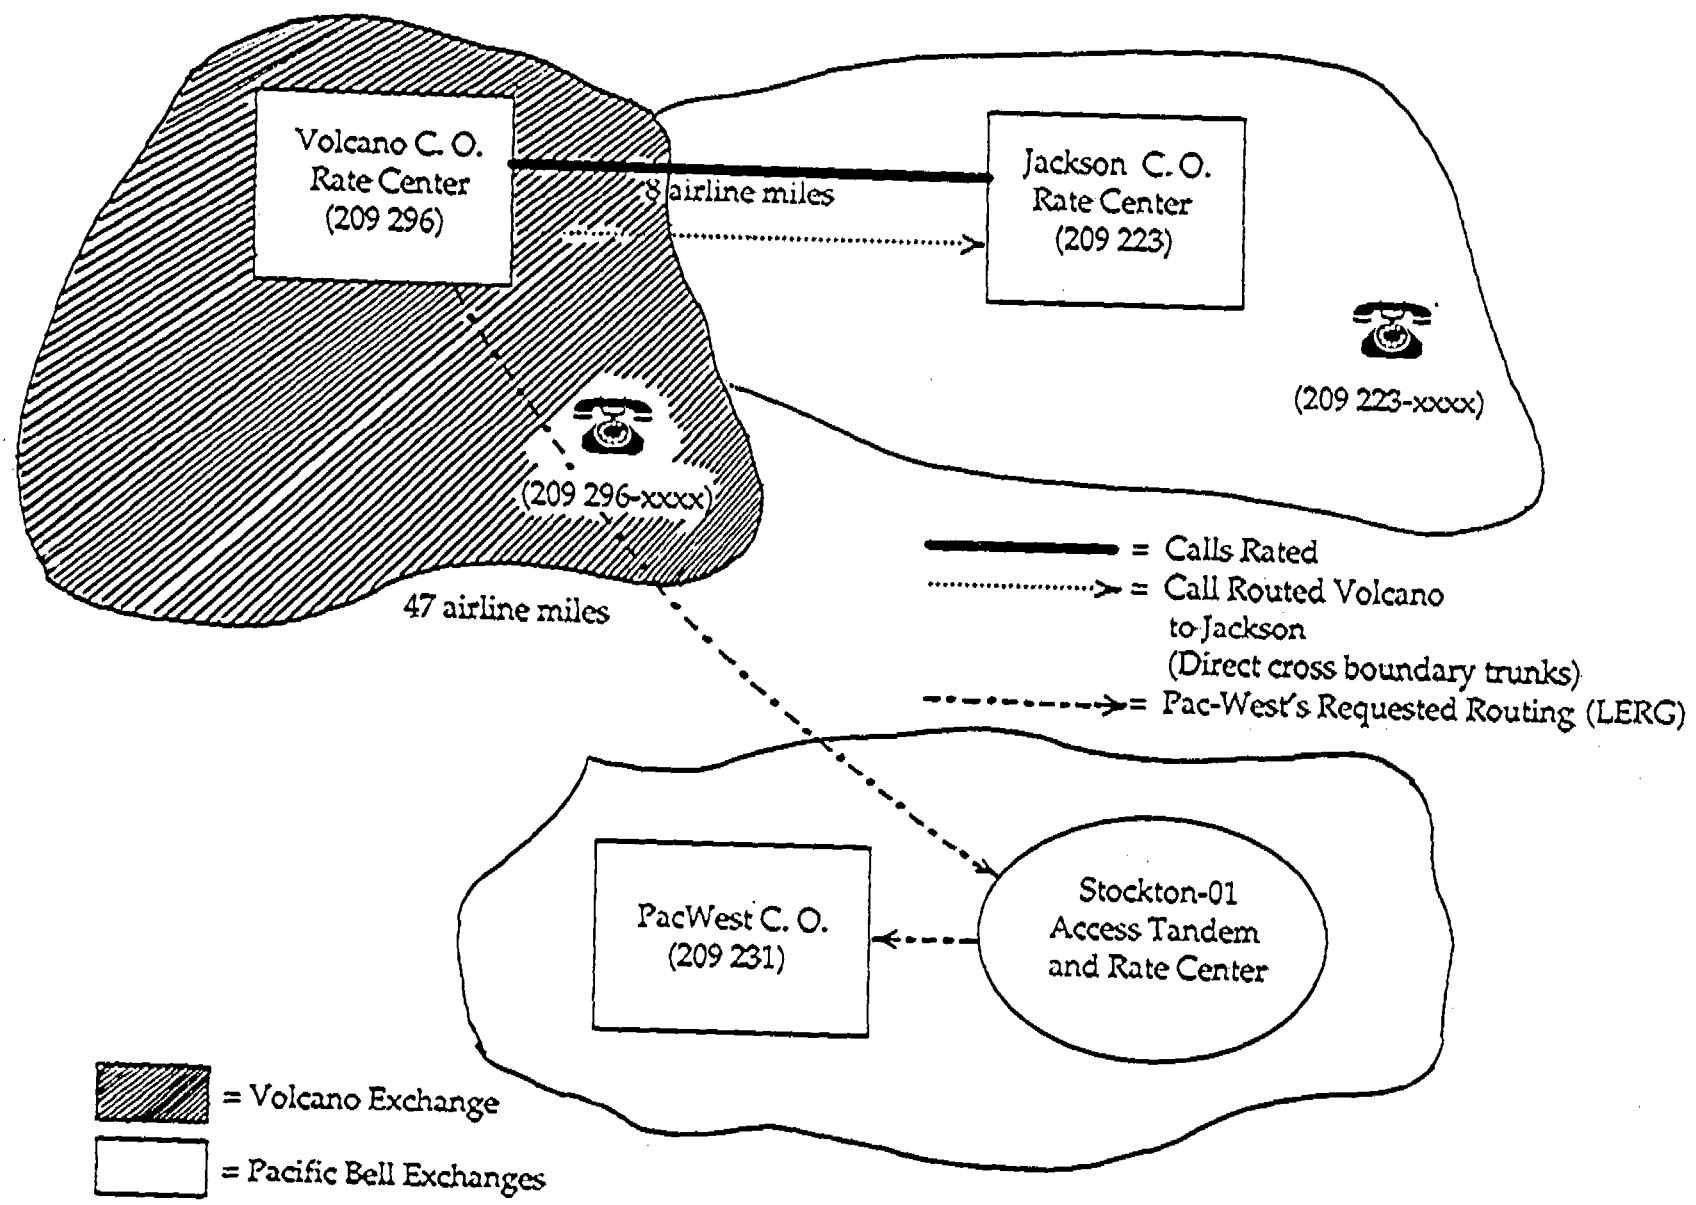 Volcano C. O.
Rate Center
(209 296)
8 airline miles
Jackson C. O.
Rate Center
(209 223)
(209 223-xxxx)
(209 296-xxxx)
47 airline miles
= Calls Rated
= Call Routed Volcano
to Jackson
(Direct cross boundary trunks)
= Pac-West's Requested Routing (LERG)
PacWest C. O.
(209 231)
Stockton-01
Access Tandem
and Rate Center
= Volcano Exchange
= Pacific Bell Exchanges